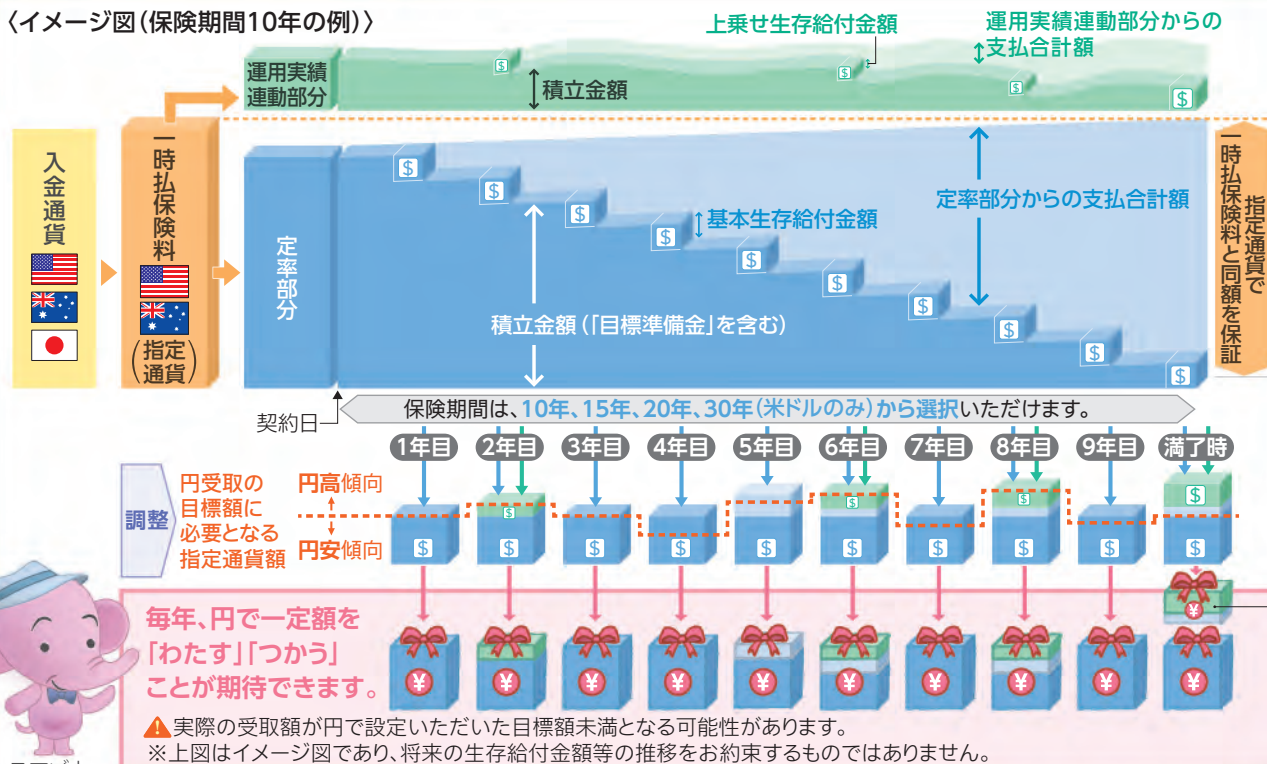 〈イメージ図(保険期間10年の例)〉
上乗せ生存給付金額
運用実績連動部分からの
支払合計額
運用実績
連動部分
積立金額
$
$
$
$
入金通貨
一時払保険料
(指定通貨)
定率部分
$
$
$
$
$
$
$
$
$
$
基本生存給付金額
定率部分からの支払合計額
積立金額(「目標準備金」を含む)
指定通貨で
一時払保険料と同額を保証
契約日
保険期間は、10年、15年、20年、30年(米ドルのみ)から選択いただけます。
1年目 2年目 3年目 4年目 5年目 6年目 7年目 8年目 9年目 満了時
調整
円受取の
目標額に
必要となる
指定通貨額
円高傾向
円安傾向
$ $ $ $
$ $ $ $ $ $ $ $ $ $
毎年、円で一定額を
「わたす」「つかう」
ことが期待できます。
¥
¥ ¥ ¥ ¥ ¥ ¥ ¥ ¥ ¥ ¥
実際の受取額が円で設定いただいた目標額未満となる可能性があります。
※上図はイメージ図であり、将来の生存給付金額等の推移をお約束するものではありません。